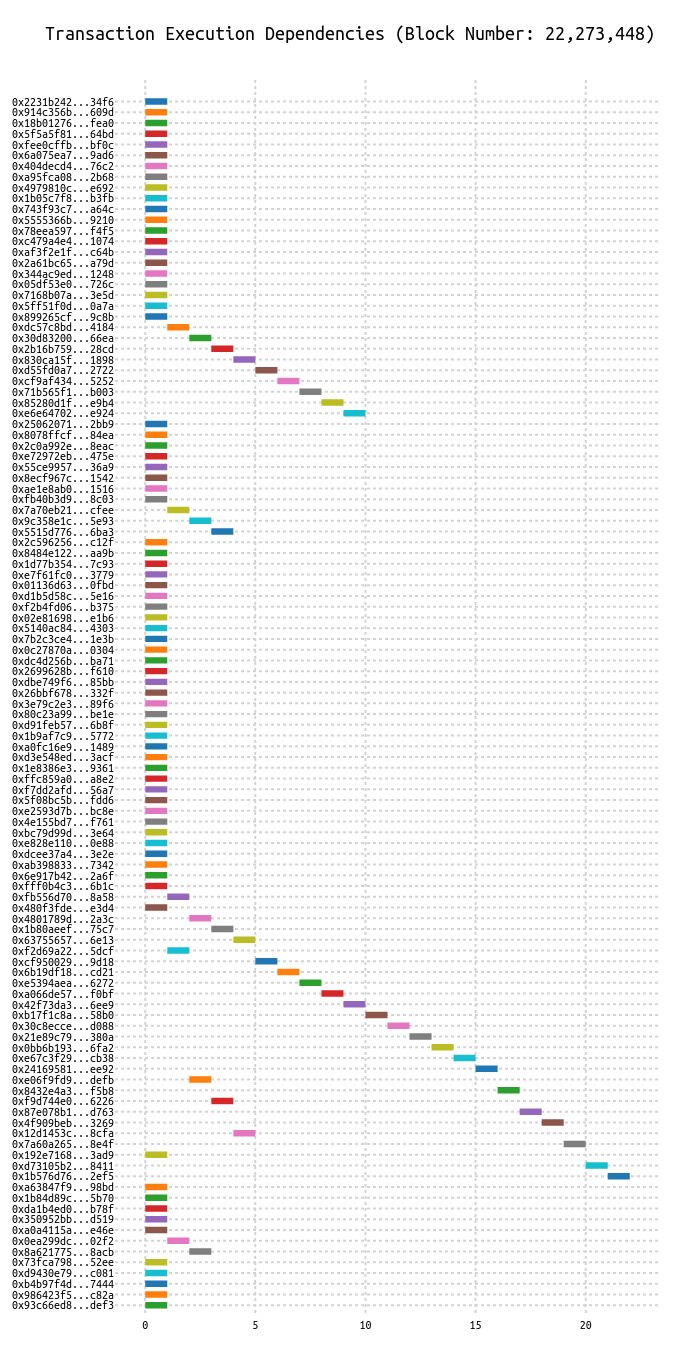 Transaction Execution Dependencies (Block Number: 22,273,448)
0x2231b242...34f6
0x914c356b...609d
0x18b01276...fea0
0x5f5a5f81...64bd
0xfee0cffb...bf0c
0x6a075ea7...9ad6
0x404decd4...76c2
0xa95fca08...2b68
0x4979810c...e692
0x1b05c7f8...b3fb
0x743f93c7...a64c
0x5555366b...9210
0x78eea597...f4f5
0xc479a4e4...1074
0xaf3f2e1f...c64b
0x2a61bc65...a79d
0x344ac9ed...1248
0x05df53e0...726c
0x7168b07a...3e5d
0x5ff51f0d...0a7a
0x899265cf...9c8b
0xdc57c8bd...4184
0x30d83200...66ea
0x2b16b759...28cd
0x830ca15f...1898
0xd55fd0a7...2722
0xcf9af434...5252
0x71b565f1...b003
0x85280d1f...e9b4
0xe6e64702...e924
0x25062071...2bb9
0x8078ffcf...84ea
0x2c0a992e...8eac
0xe72972eb...475e
0x55ce9957...36a9
0x8ecf967c...1542
0xae1e8ab0...1516
0xfb40b3d9...8c03
0x7a70eb21...cfee
0x9c358e1c...5e93
0x5515d776...6ba3
0x2c596256...c12f
0x8484e122...aa9b
0x1d77b354...7c93
0xe7f61fc0...3779
0x01136d63...0fbd
0xd1b5d58c...5e16
0xf2b4fd06...b375
0x02e81698...e1b6
0x5140ac84...4303
0x7b2c3ce4...1e3b
0x0c27870a...0304
0xdc4d256b...ba71
0x2699628b...f610
0xdbe749f6...85bb
0x26bbf678...332f
0x3e79c2e3...89f6
0x80c23a99...be1e
0xd91feb57...6b8f
0x1b9af7c9...5772
0xa0fc16e9...1489
0xd3e548ed...3acf
0x1e8386e3...9361
0xffc859a0...a8e2
0xf7dd2afd...56a7
0x5f08bc5b...fdd6
0xe2593d7b...bc8e
0x4e155bd7...f761
0xbc79d99d...3e64
0xe828e110...0e88
0xdcee37a4...3e2e
0xab398833...7342
0x6e917b42...2a6f
0xfff0b4c3...6b1c
0xfb556d70...8a58
0x480f3fde...e3d4
0x4801789d...2a3c
0x1b80aeef...75c7
0x63755657...6e13
0xf2d69a22...5dcf
0xcf950029...9d18
0x6b19df18...cd21
0xe5394aea...6272
0xa066de57...f0bf
0x42f73da3...6ee9
0xb17f1c8a...58b0
0x30c8ecce...d088
0x21e89c79...380a
0x0bb6b193...6fa2
0xe67c3f29...cb38
0x24169581...ee92
0xe06f9fd9...defb
0x8432e4a3...f5b8
0xf9d744e0...6226
0x87e078b1...d763
0x4f909beb...3269
0x12d1453c...8cfa
0x7a60a265...8e4f
0x192e7168...3ad9
0xd73105b2...8411
0x1b576d76...2ef5
0xa63847f9...98bd
0x1b84d89c...5b70
0xda1b4ed0...b78f
0x350952bb...d519
0xa0a4115a...e46e
0x0ea299dc...02f2
0x8a621775...8acb
0x73fca798...52ee
0xd9430e79...c081
0xb4b97f4d...7444
0x986423f5...c82a
0x93c66ed8...def3
0 5 10 15 20